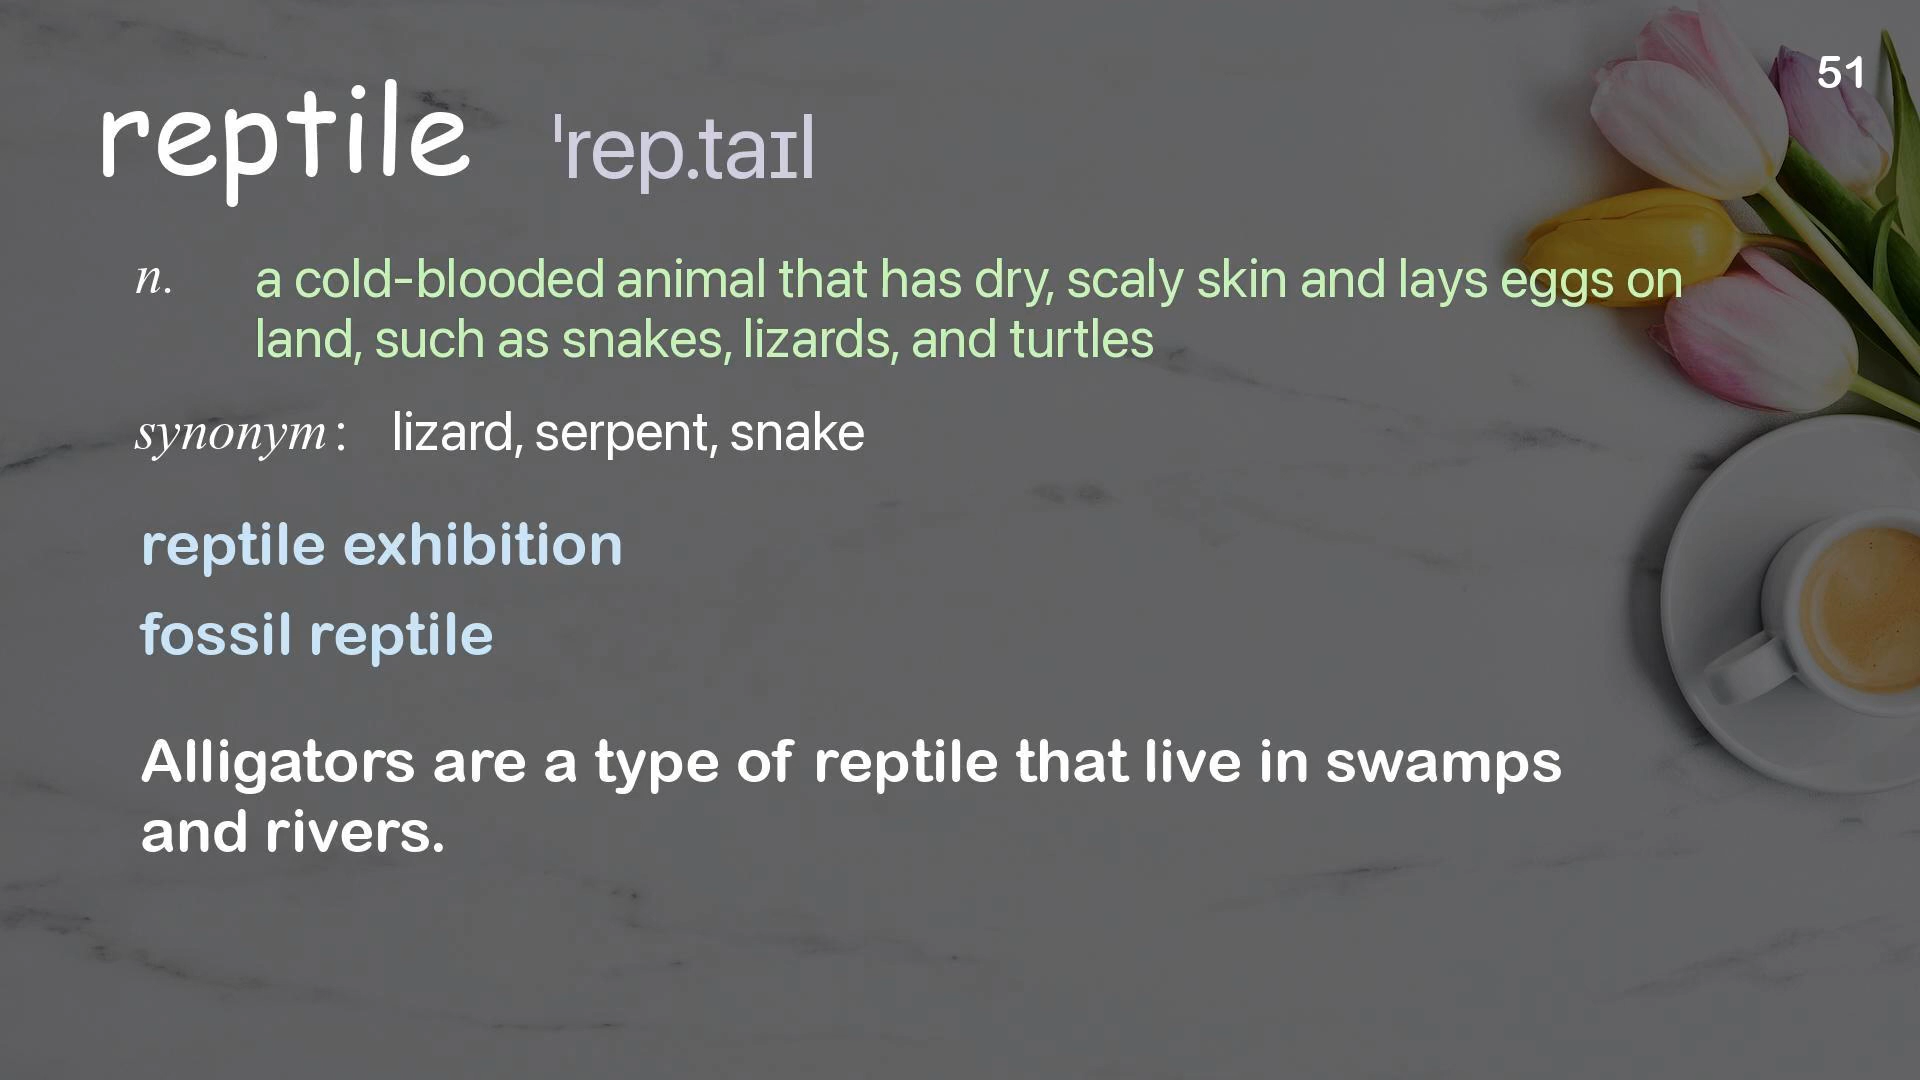 51
reptile ˈrep.taɪl
n. a cold-blooded animal that has dry, scaly skin and lays eggs on
land, such as snakes, lizards, and turtles
synonym: lizard, serpent, snake
reptile exhibition
fossil reptile
Alligators are a type of reptile that live in swamps
and rivers.